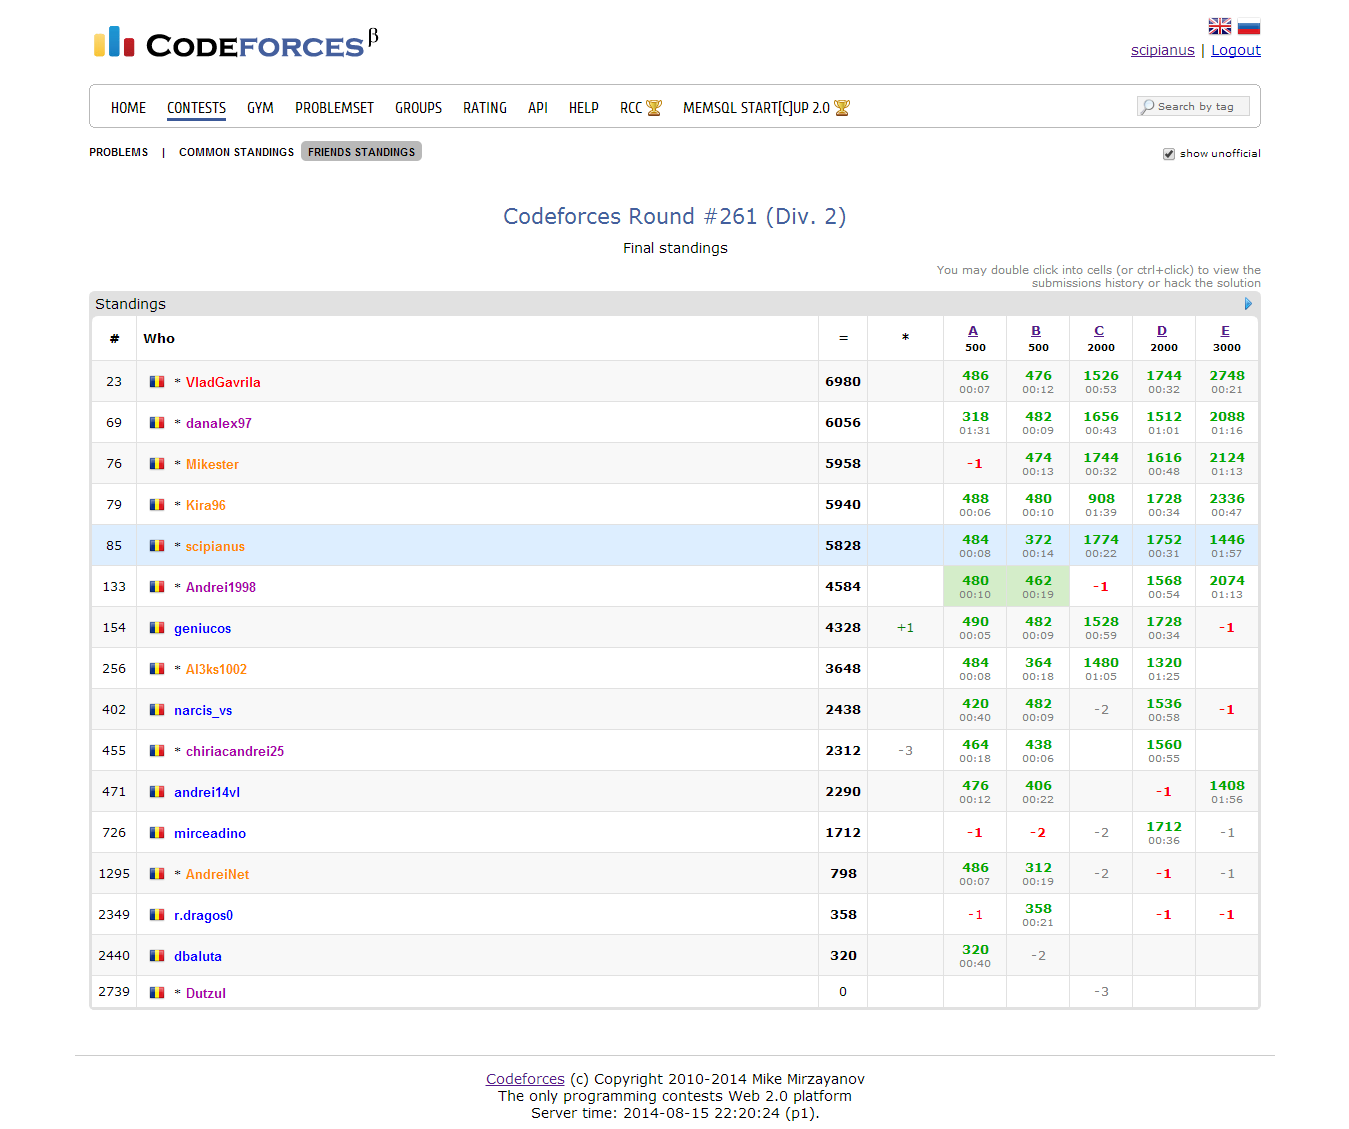 CODEFORCES β
scipianus | Logout
HOME CONTESTS GYM PROBLEMSET GROUPS RATING API HELP RCC MEMSQL START[C]UP 2.0 Search by tag
PROBLEMS | COMMON STANDINGS FRIENDS STANDINGS show unofficial
Codeforces Round #261 (Div. 2)
Final standings
You may double click into cells (or ctrl+click) to view the
submissions history or hack the solution
Standings
# Who = * A B C D E
500 500 2000 2000 3000
23 * VladGavrila 6980 486 476 1526 1744 2748
00:07 00:12 00:53 00:32 00:21
69 * danalex97 6056 318 482 1656 1512 2088
01:31 00:09 00:43 01:01 01:16
76 * Mikester 5958 -1 474 1744 1616 2124
00:13 00:32 00:48 01:13
79 * Kira96 5940 488 480 908 1728 2336
00:06 00:10 01:39 00:34 00:47
85 * scipianus 5828 484 372 1774 1752 1446
00:08 00:14 00:22 00:31 01:57
133 * Andrei1998 4584 480 462 -1 1568 2074
00:10 00:19 00:54 01:13
154 geniucos 4328 +1 490 482 1528 1728 -1
00:05 00:09 00:59 00:34
256 * Al3ks1002 3648 484 364 1480 1320
00:08 00:18 01:05 01:25
402 narcis_vs 2438 420 482 -2 1536 -1
00:40 00:09 00:58
455 * chiriacandrei25 2312 -3 464 438 1560
00:18 00:06 00:55
471 andrei14vl 2290 476 406 -1 1408
00:12 00:22 01:56
726 mirceadino 1712 -1 -2 -2 1712 -1
00:36
1295 * AndreiNet 798 486 312 -2 -1 -1
00:07 00:19
2349 r.dragos0 358 -1 358 -1 -1
00:21
2440 dbaluta 320 320 -2
00:40
2739 * Dutzul 0 -3
Codeforces (c) Copyright 2010-2014 Mike Mirzayanov
The only programming contests Web 2.0 platform
Server time: 2014-08-15 22:20:24 (p1).